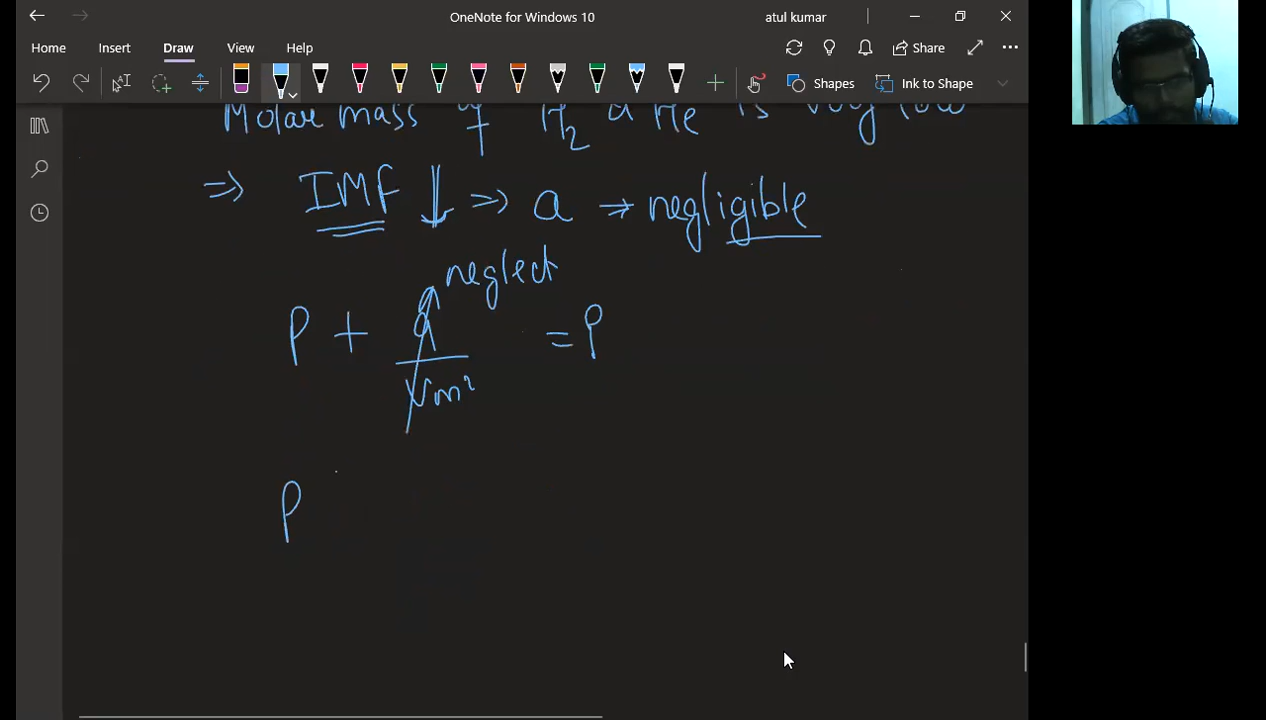 OneNote for Windows 10
atul kumar
Home Insert Draw View Help
Share
Shapes
Ink to Shape
Molar mass of H₂ & He is very low
⇒ IMF ↓ ⇒ a → negligible
neglect
P + a = P
Vm²
P